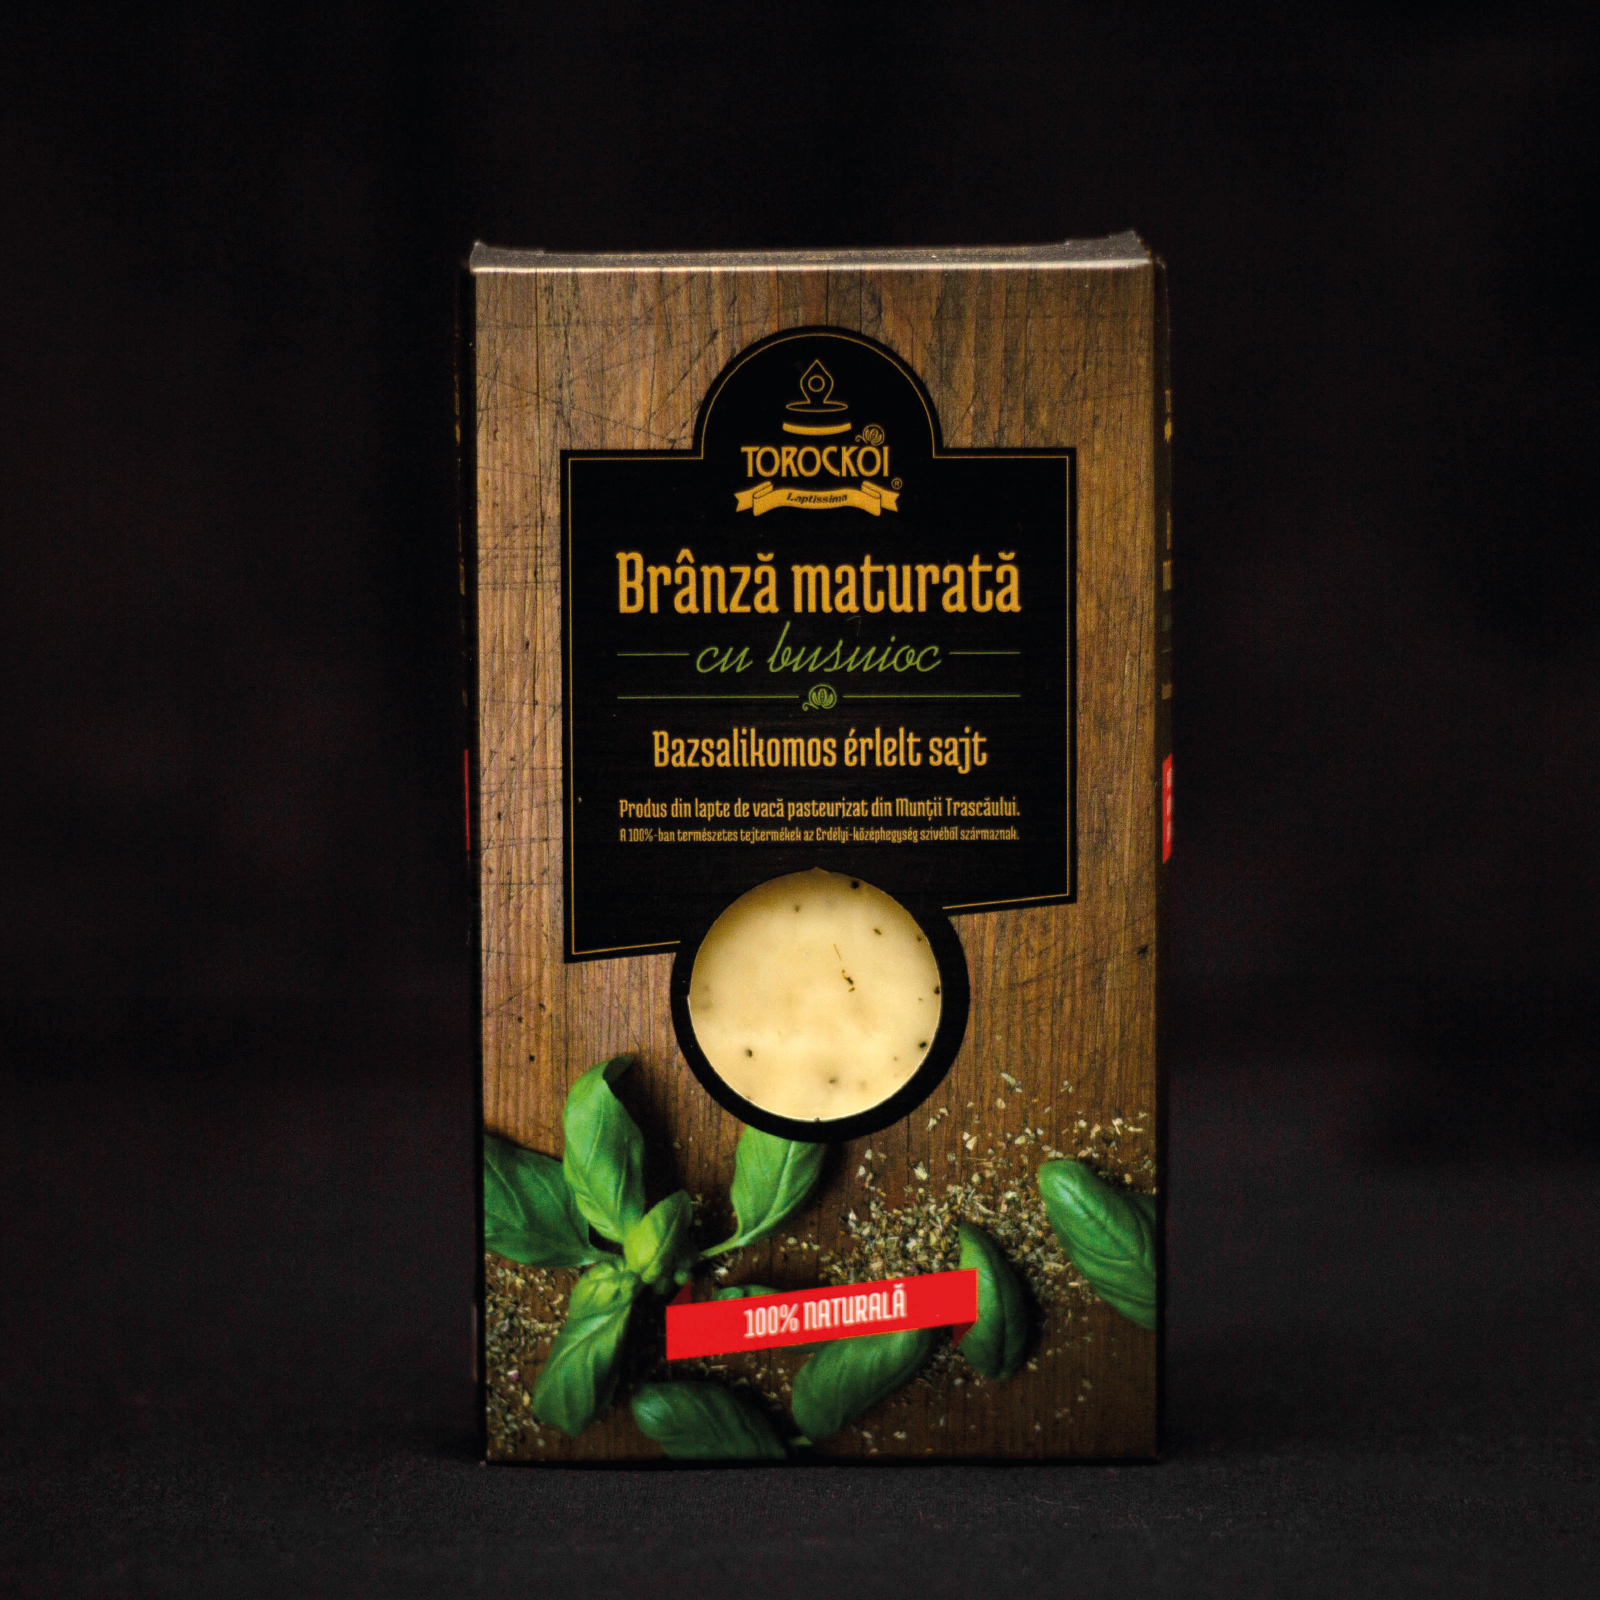 TOROCKÓI
®
Laptissima
Brânză maturată
cu busuioc
Bazsalikomos érlelt sajt
Produs din lapte de vacă pasteurizat din Munții Trascăului.
A 100%-ban természetes tejtermékek az Erdélyi-középhegység szívéből származnak.
100% NATURALĂ